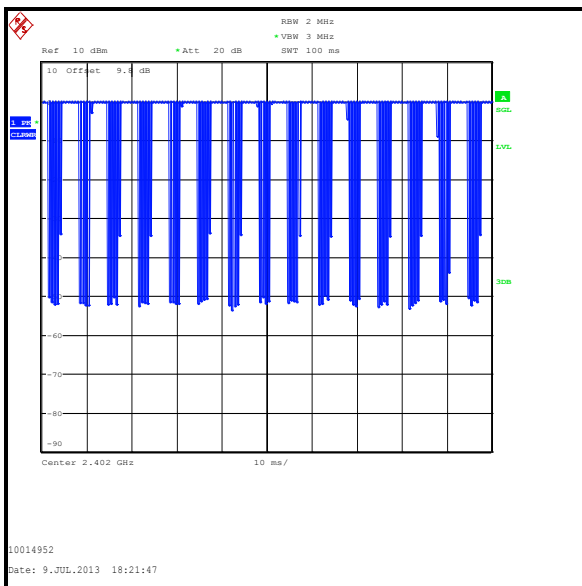 RBW 2 MHz
*VBW 3 MHz
Ref 10 dBm *Att 20 dB SWT 100 ms
10 Offset 9.8 dB
A
SGL
1 PK *
CLRWR
LVL
3DB
-60
-70
-80
-90
Center 2.402 GHz 10 ms/
10014952
Date: 9.JUL.2013 18:21:47